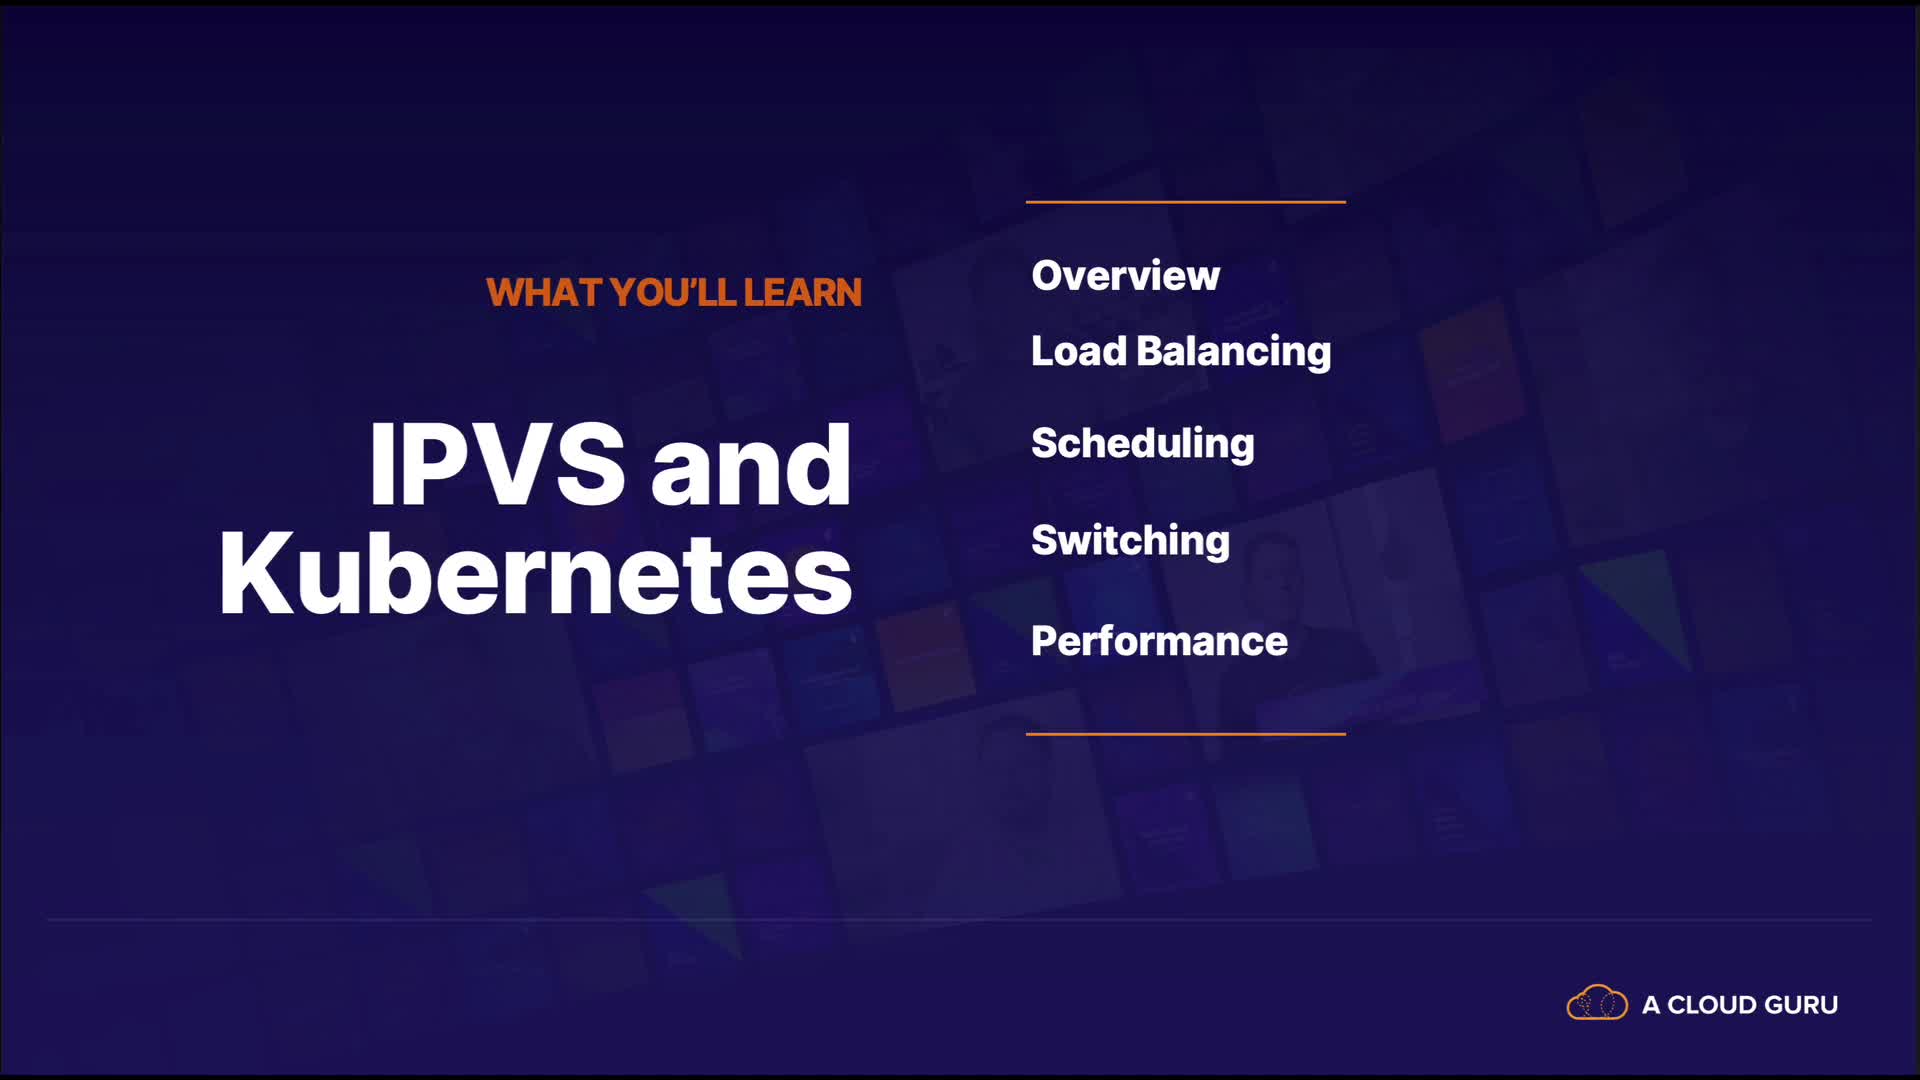 WHAT YOU'LL LEARN
IPVS and
Kubernetes
Overview
Load Balancing
Scheduling
Switching
Performance
A CLOUD GURU